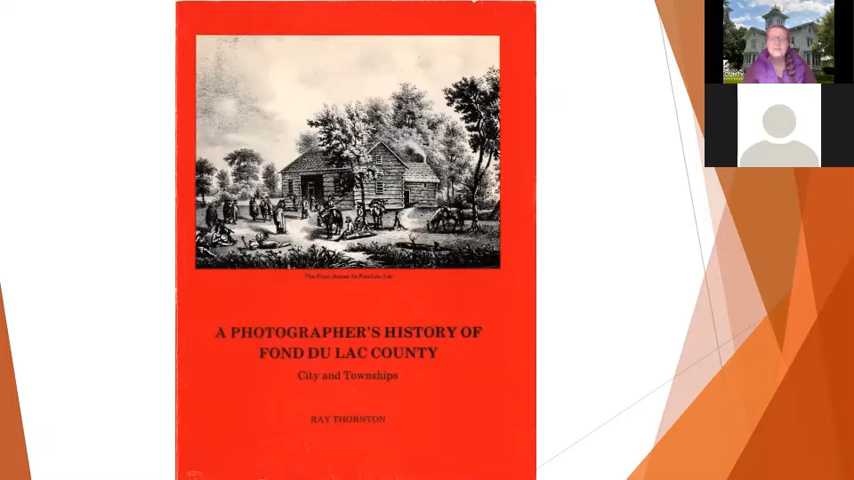 The First House in Fond du Lac
A PHOTOGRAPHER'S HISTORY OF
FOND DU LAC COUNTY
City and Townships
RAY THORNTON
COUNTY